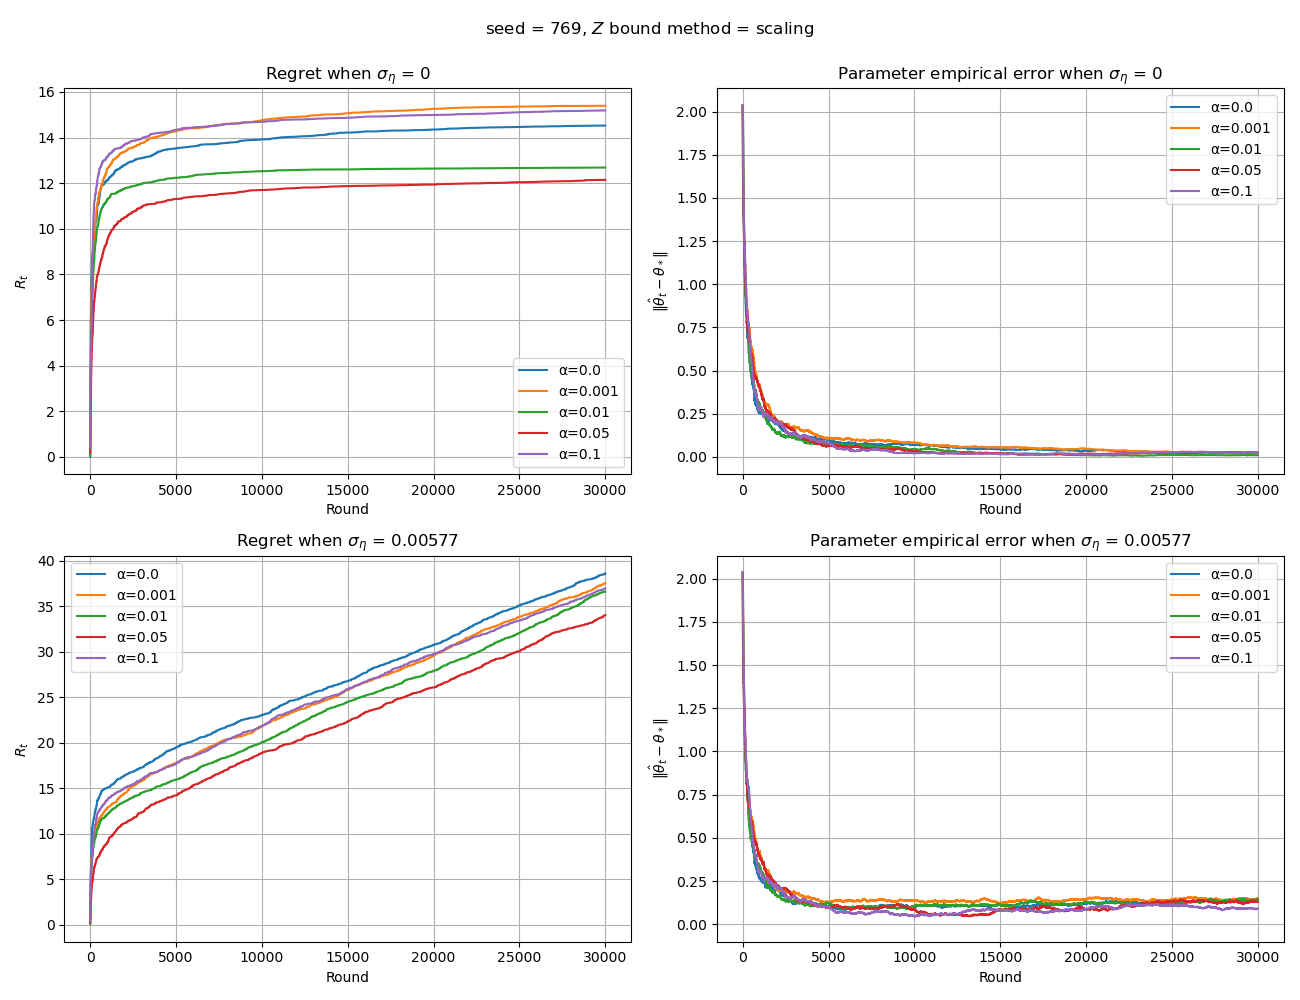 seed = 769, Z bound method = scaling
Regret when σ_η = 0
16
14
12
10
8
6
4
2
0
R_t
α=0.0
α=0.001
α=0.01
α=0.05
α=0.1
0 5000 10000 15000 20000 25000 30000
Round
Parameter empirical error when σ_η = 0
2.00
1.75
1.50
1.25
1.00
0.75
0.50
0.25
0.00
‖θ̂_t − θ_*‖
α=0.0
α=0.001
α=0.01
α=0.05
α=0.1
0 5000 10000 15000 20000 25000 30000
Round
Regret when σ_η = 0.00577
40
35
30
25
20
15
10
5
0
R_t
α=0.0
α=0.001
α=0.01
α=0.05
α=0.1
0 5000 10000 15000 20000 25000 30000
Round
Parameter empirical error when σ_η = 0.00577
2.00
1.75
1.50
1.25
1.00
0.75
0.50
0.25
0.00
‖θ̂_t − θ_*‖
α=0.0
α=0.001
α=0.01
α=0.05
α=0.1
0 5000 10000 15000 20000 25000 30000
Round